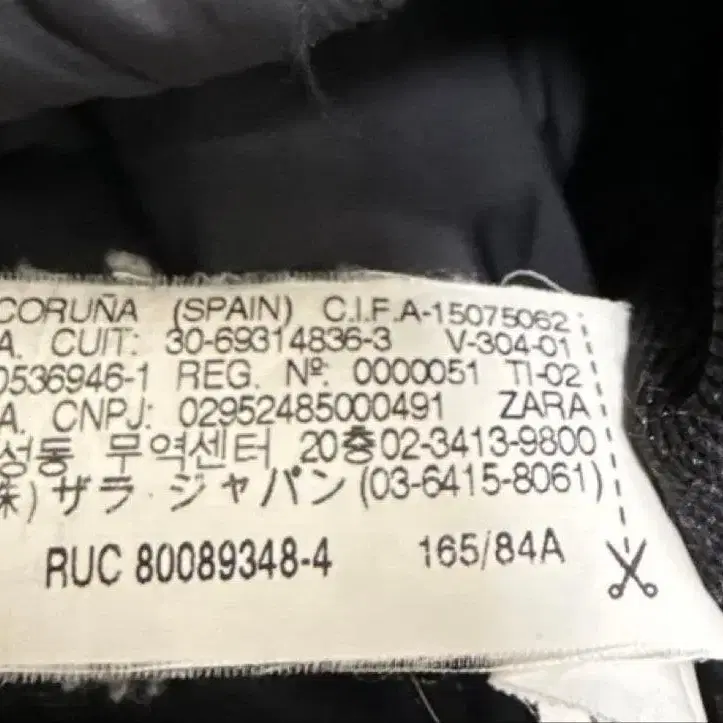 CORUÑA (SPAIN) C.I.F.A-15075062
A. CUIT: 30-69314836-3 V-304-01
0536946-1 REG. Nº: 0000051 TI-02
A. CNPJ: 02952485000491 ZARA
성동 무역센터 20층02-3413-9800
株)ザラ・ジャパン(03-6415-8061)
RUC 80089348-4 165/84A